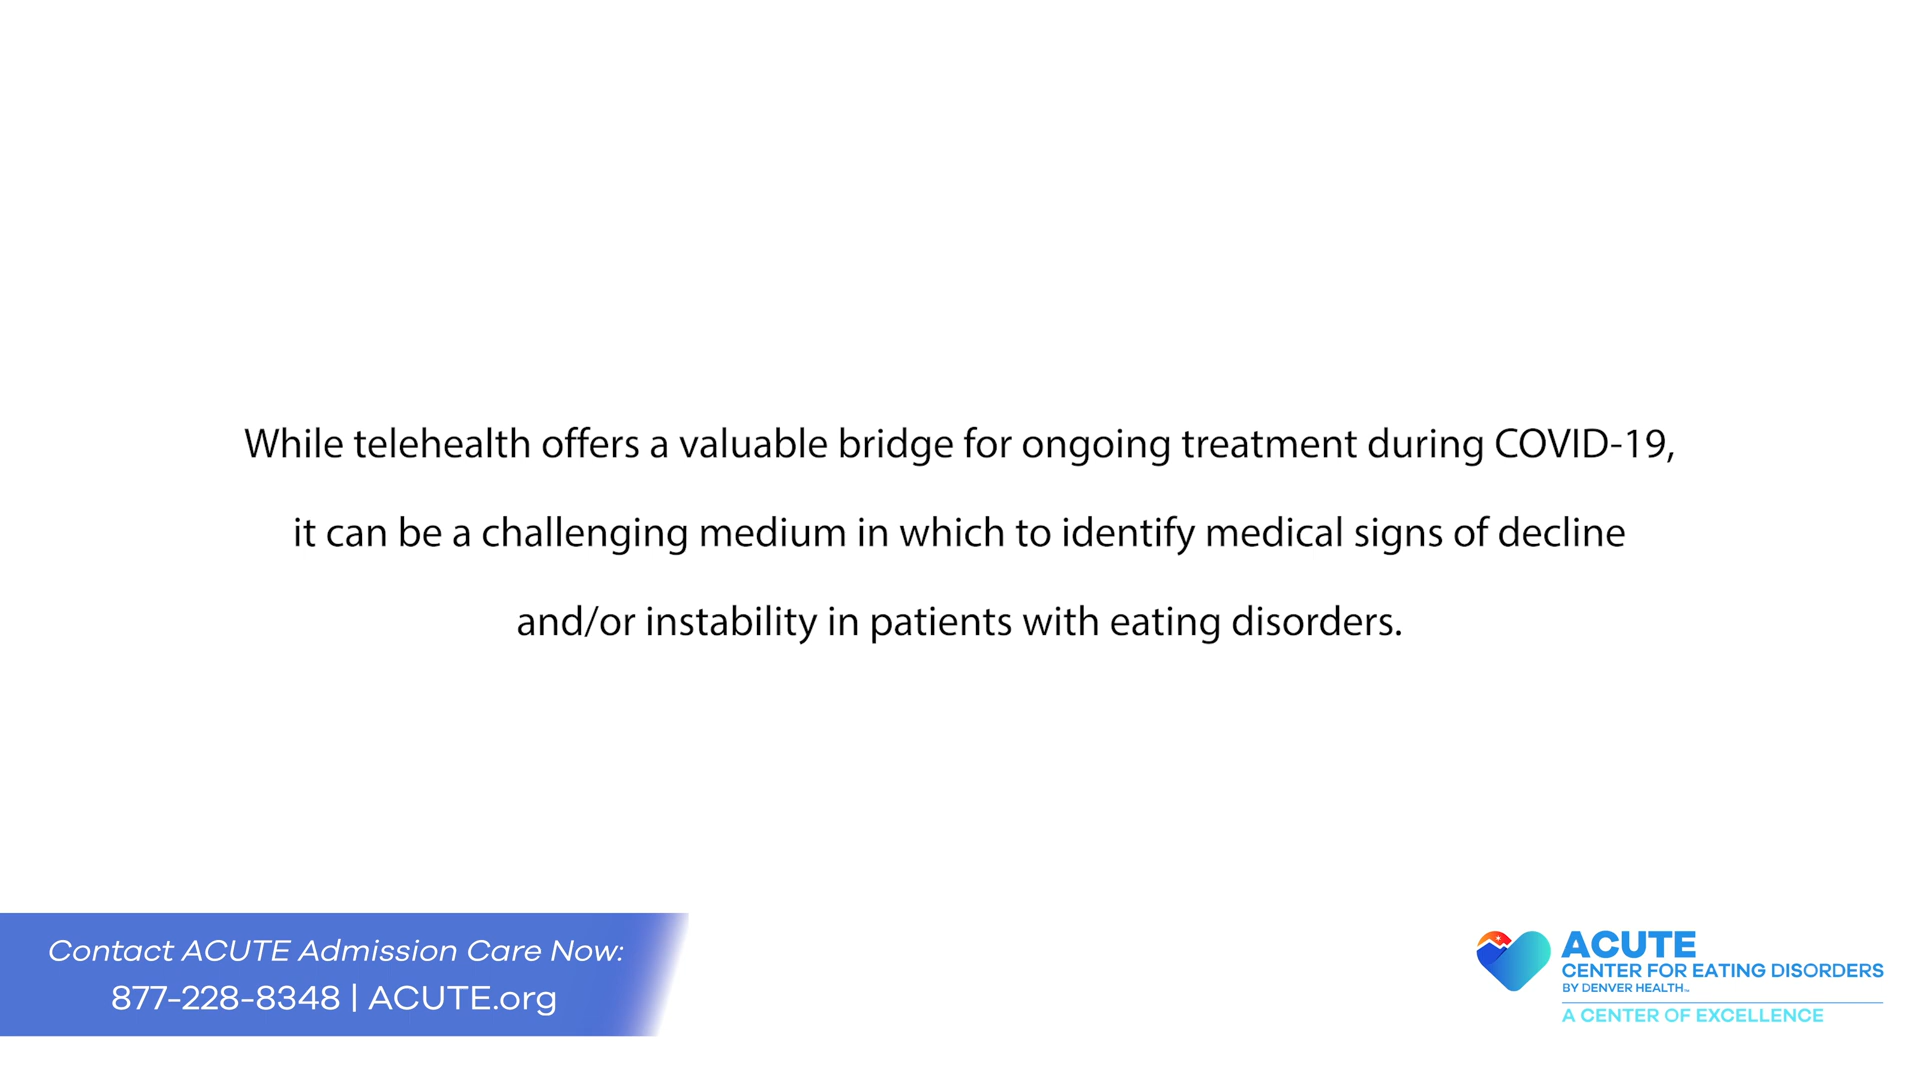 While telehealth offers a valuable bridge for ongoing treatment during COVID-19,
it can be a challenging medium in which to identify medical signs of decline
and/or instability in patients with eating disorders.
Contact ACUTE Admission Care Now:
877-228-8348 | ACUTE.org
ACUTE
CENTER FOR EATING DISORDERS
BY DENVER HEALTH™
A CENTER OF EXCELLENCE